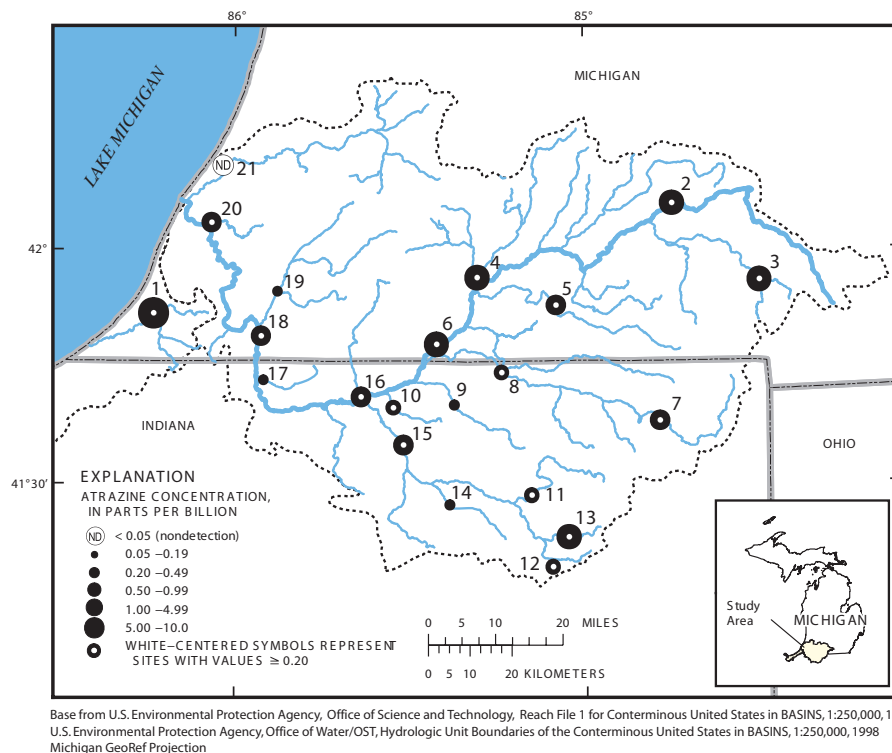 86°
85°
MICHIGAN
LAKE MICHIGAN
ND 21
2
20
42°
4
3
19
5
1
18
6
17
8
16
10
9
7
INDIANA
15
OHIO
EXPLANATION
41°30'
ATRAZINE CONCENTRATION,
IN PARTS PER BILLION
14
11
13
12
ND < 0.05 (nondetection)
0.05 –0.19
0.20 –0.49
0.50 –0.99
1.00 –4.99
5.00 –10.0
WHITE–CENTERED SYMBOLS REPRESENT
SITES WITH VALUES ≥ 0.20
0 5 10 20 MILES
0 5 10 20 KILOMETERS
Study
Area
MICHIGAN
Base from U.S. Environmental Protection Agency, Office of Science and Technology, Reach File 1 for Conterminous United States in BASINS, 1:250,000, 1
U.S. Environmental Protection Agency, Office of Water/OST, Hydrologic Unit Boundaries of the Conterminous United States in BASINS, 1:250,000, 1998
Michigan GeoRef Projection